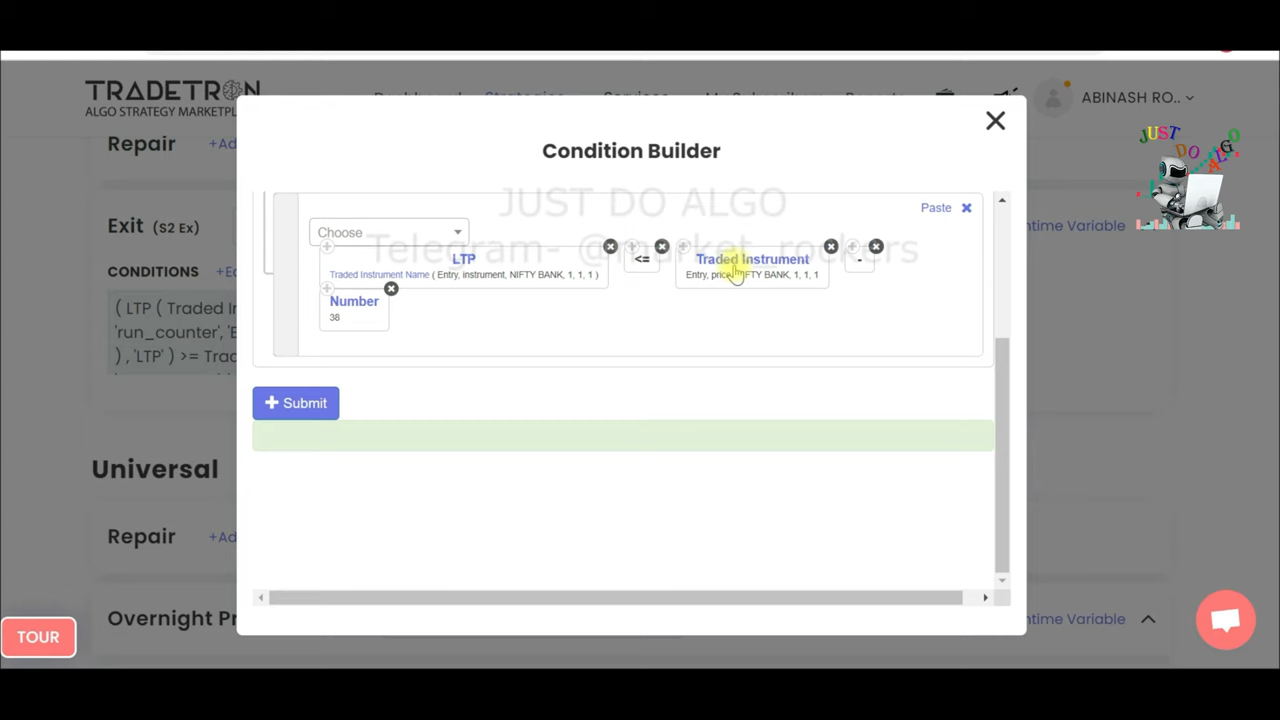 TRADETRON
ALGO STRATEGY MARKETPL
ABINASH RO..
JUST
DO
ALGO
Repair
Condition Builder
JUST DO ALGO
Telegram- @market_rockers
Paste
Choose
Exit (S2 Ex)
ntime Variable
LTP
Traded Instrument Name ( Entry, instrument, NIFTY BANK, 1, 1, 1 )
<=
Traded Instrument
Entry, price, NIFTY BANK, 1, 1, 1
-
CONDITIONS
Number
38
( LTP ( Traded In
'run_counter', 'E
) , 'LTP' ) >= Trad
+ Submit
Universal
Repair +Ad
Overnight Pr
ntime Variable
TOUR